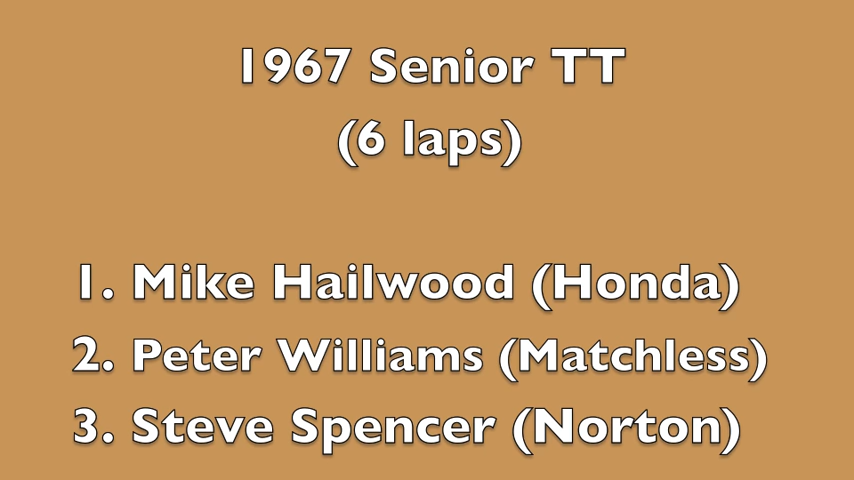 1967 Senior TT
(6 laps)
1. Mike Hailwood (Honda)
2. Peter Williams (Matchless)
3. Steve Spencer (Norton)